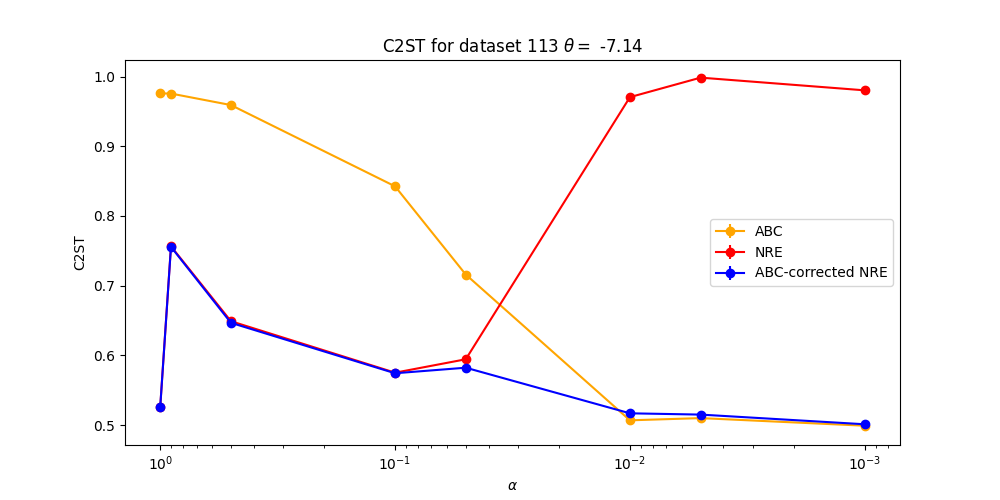 C2ST for dataset 113 θ = -7.14
C2ST
1.0
0.9
0.8
0.7
0.6
0.5
ABC
NRE
ABC-corrected NRE
10⁰
10⁻¹
10⁻²
10⁻³
α